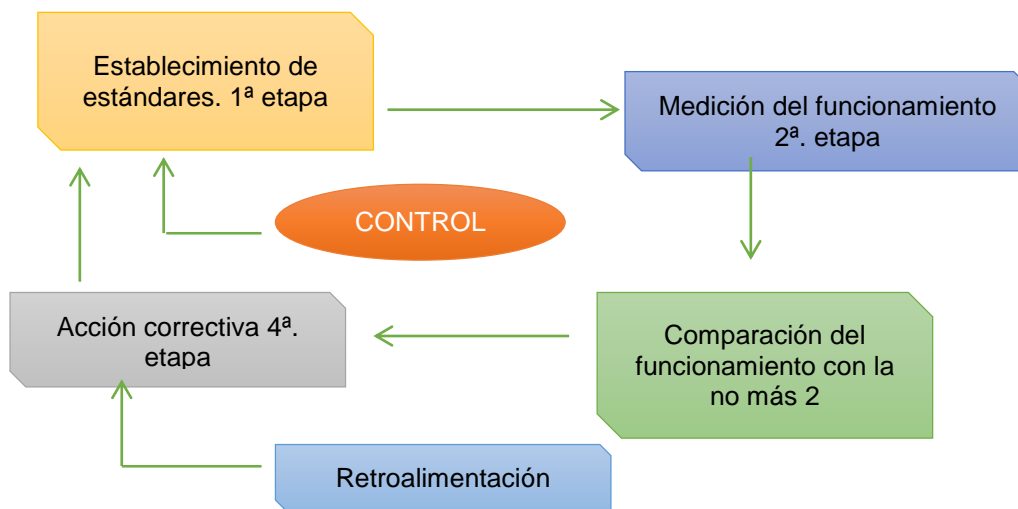 Establecimiento de
estándares. 1ª etapa
Medición del funcionamiento
2ª. etapa
CONTROL
Acción correctiva 4ª.
etapa
Comparación del
funcionamiento con la
no más 2
Retroalimentación